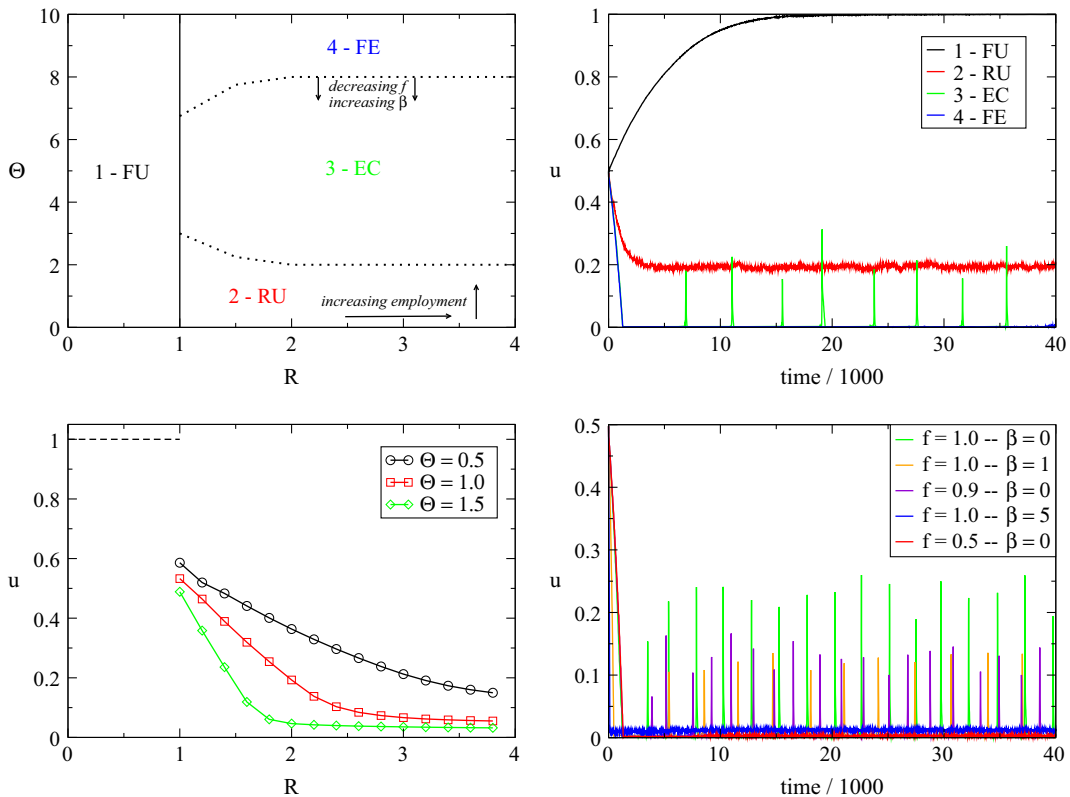 10
8
6
4
2
0
Θ
4 - FE
decreasing f
increasing β
1 - FU
3 - EC
2 - RU
increasing employment
0 1 2 3 4
R
1
0.8
0.6
0.4
0.2
0
u
1 - FU
2 - RU
3 - EC
4 - FE
0 10 20 30 40
time / 1000
1
0.8
0.6
0.4
0.2
0
u
Θ = 0.5
Θ = 1.0
Θ = 1.5
0 1 2 3 4
R
0.5
0.4
0.3
0.2
0.1
0
u
f = 1.0 -- β = 0
f = 1.0 -- β = 1
f = 0.9 -- β = 0
f = 1.0 -- β = 5
f = 0.5 -- β = 0
0 10 20 30 40
time / 1000